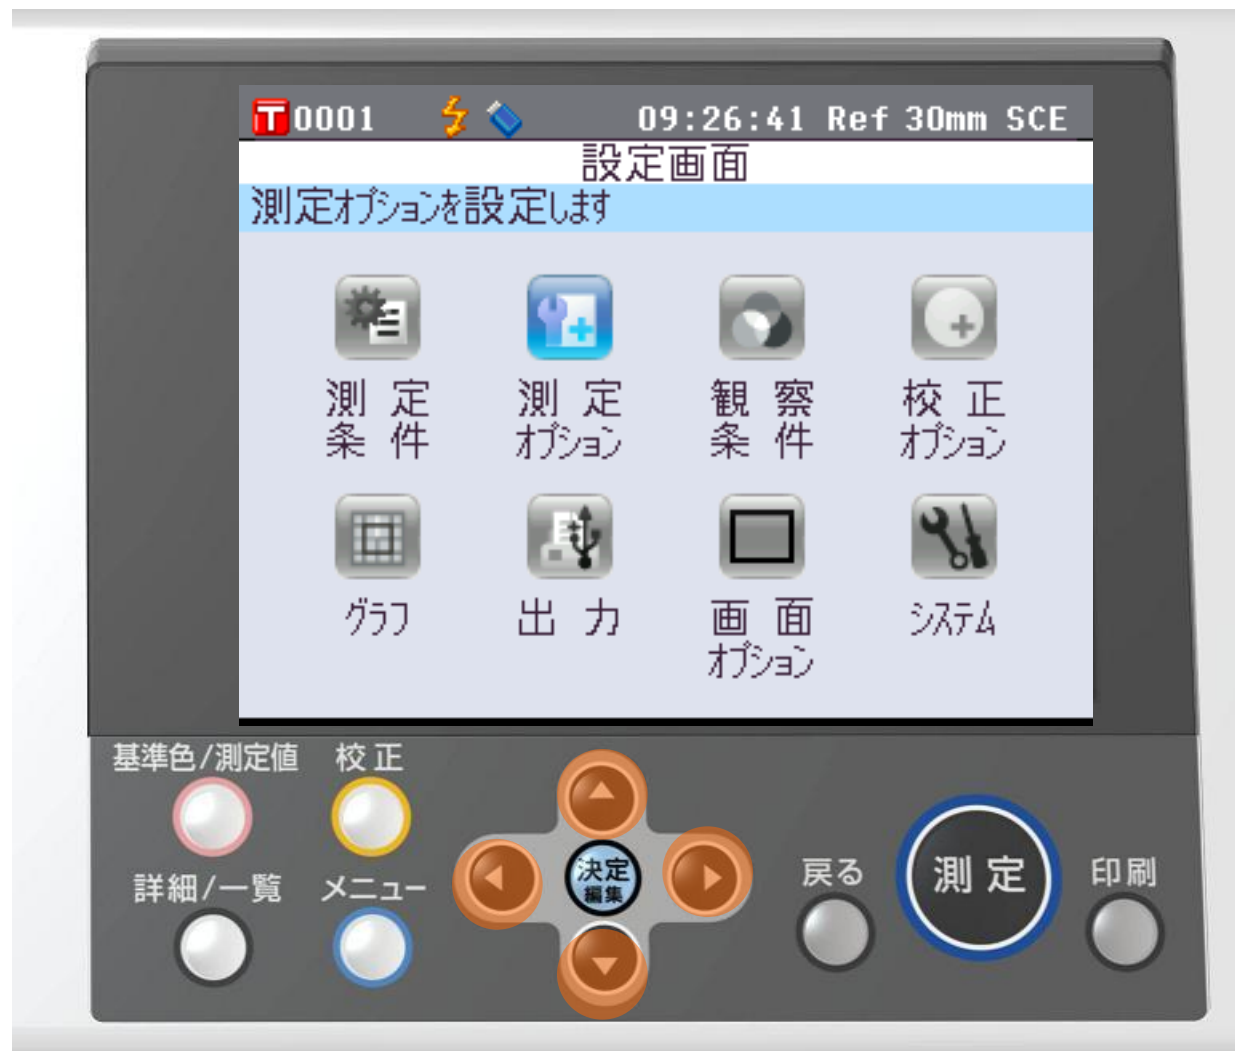 T0001 09:26:41 Ref 30mm SCE
設定画面
測定オプションを設定します
測定 測定 観察 校正
条件 オプション 条件 オプション
グラフ 出力 画面 システム
オプション
基準色/測定値 校正
決定
編集
戻る 測定 印刷
詳細/一覧 メニュー